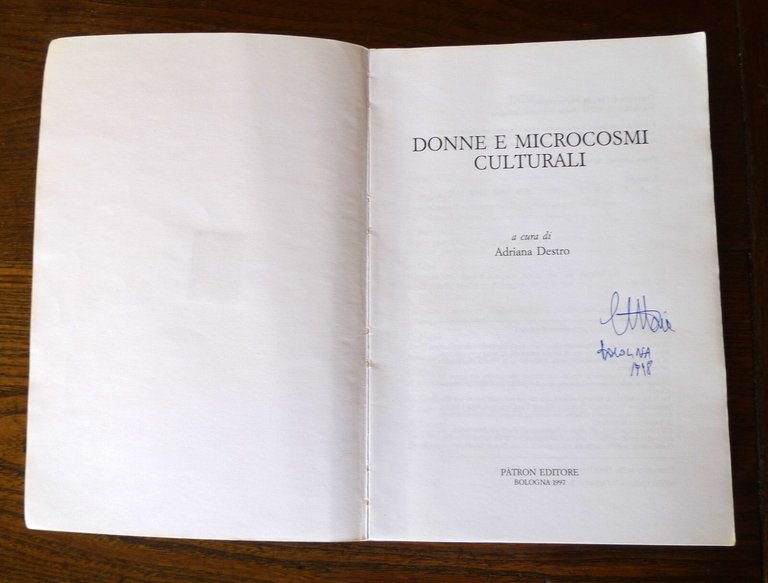 DONNE E MICROCOSMI
CULTURALI
a cura di
Adriana Destro
BOLOGNA
1998
PÀTRON EDITORE
BOLOGNA 1997